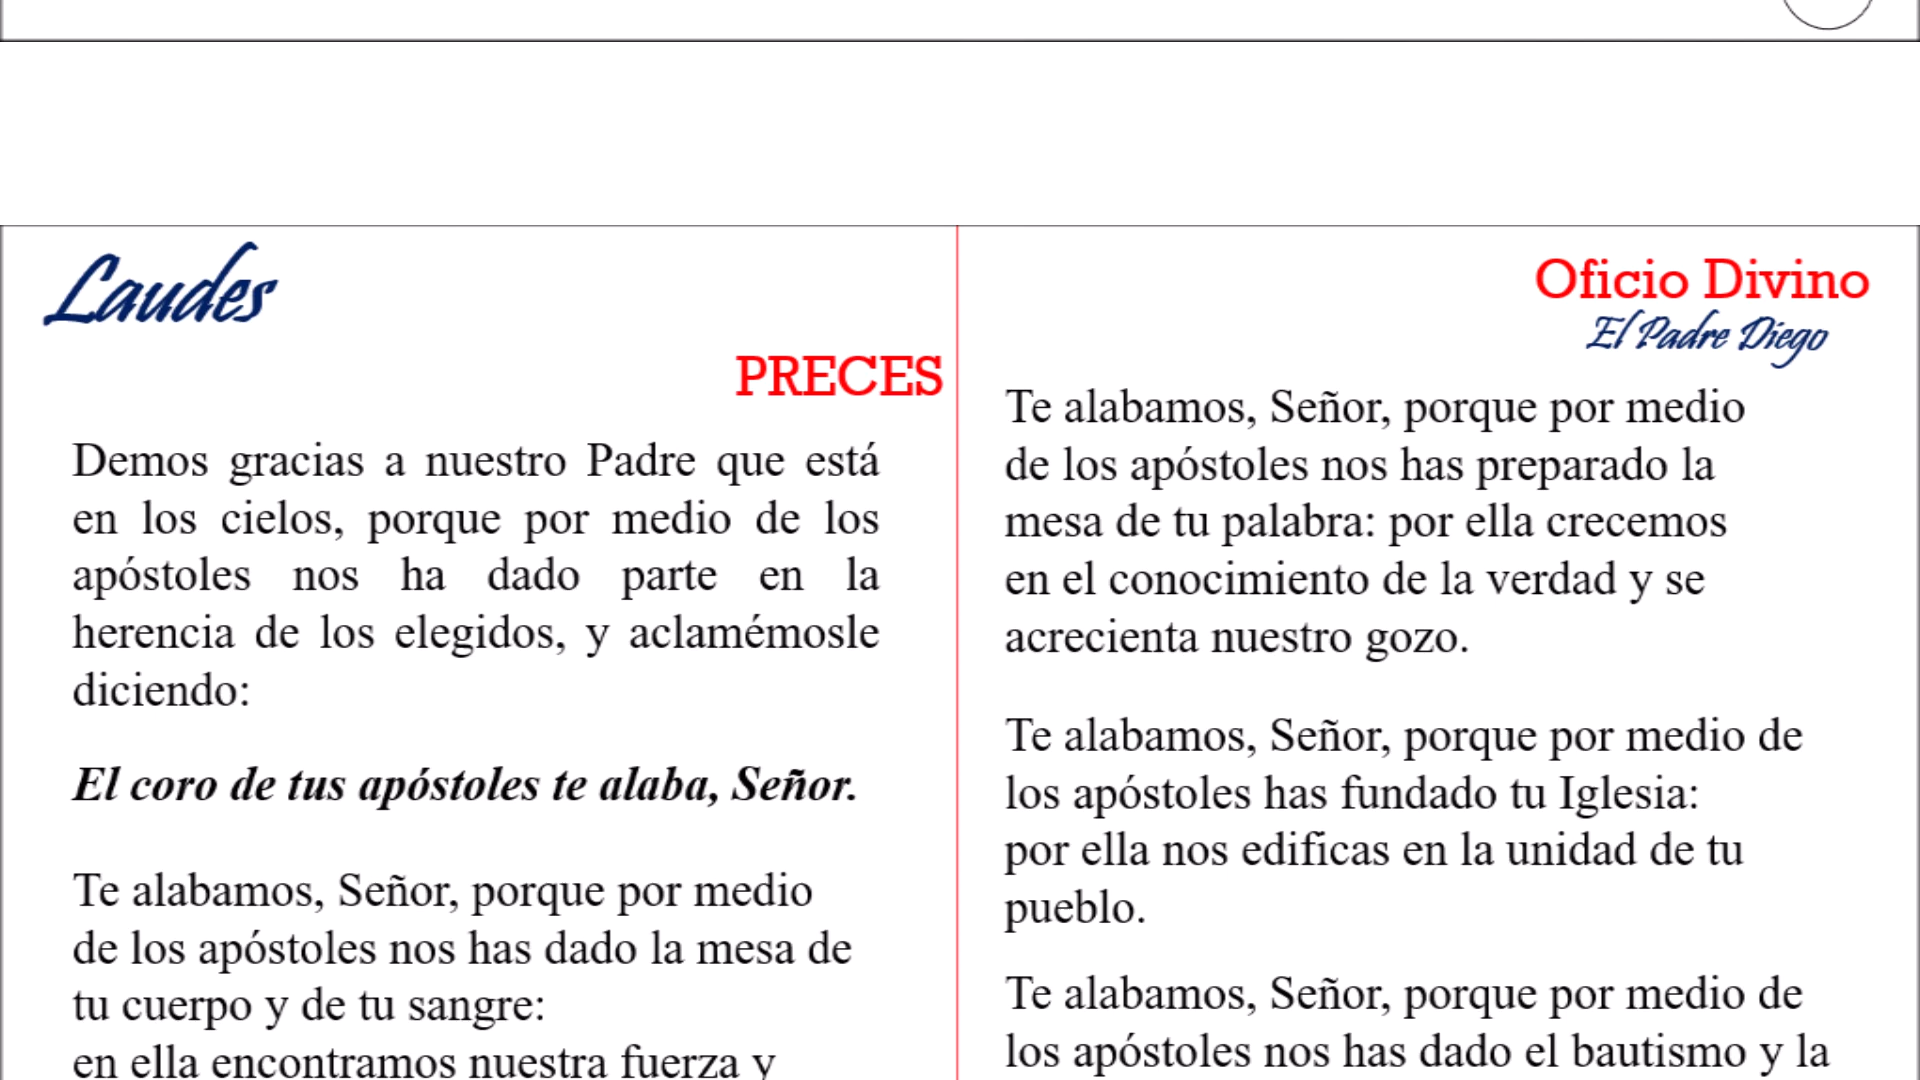 Laudes
PRECES
Demos gracias a nuestro Padre que está
en los cielos, porque por medio de los
apóstoles nos ha dado parte en la
herencia de los elegidos, y aclamémosle
diciendo:
El coro de tus apóstoles te alaba, Señor.
Te alabamos, Señor, porque por medio
de los apóstoles nos has dado la mesa de
tu cuerpo y de tu sangre:
en ella encontramos nuestra fuerza y
Oficio Divino
El Padre Diego
Te alabamos, Señor, porque por medio
de los apóstoles nos has preparado la
mesa de tu palabra: por ella crecemos
en el conocimiento de la verdad y se
acrecienta nuestro gozo.
Te alabamos, Señor, porque por medio de
los apóstoles has fundado tu Iglesia:
por ella nos edificas en la unidad de tu
pueblo.
Te alabamos, Señor, porque por medio de
los apóstoles nos has dado el bautismo y la